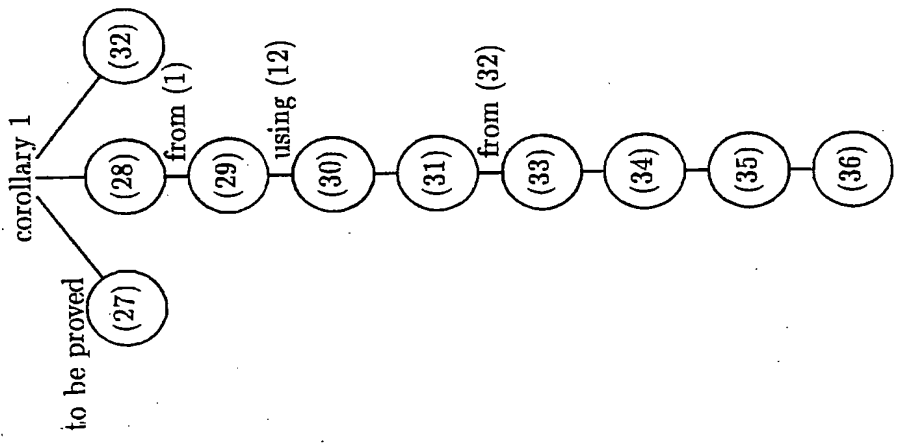 corollary 1
to be proved
(27)
(28)
(32)
from (1)
(29)
using (12)
(30)
(31)
from (32)
(33)
(34)
(35)
(36)